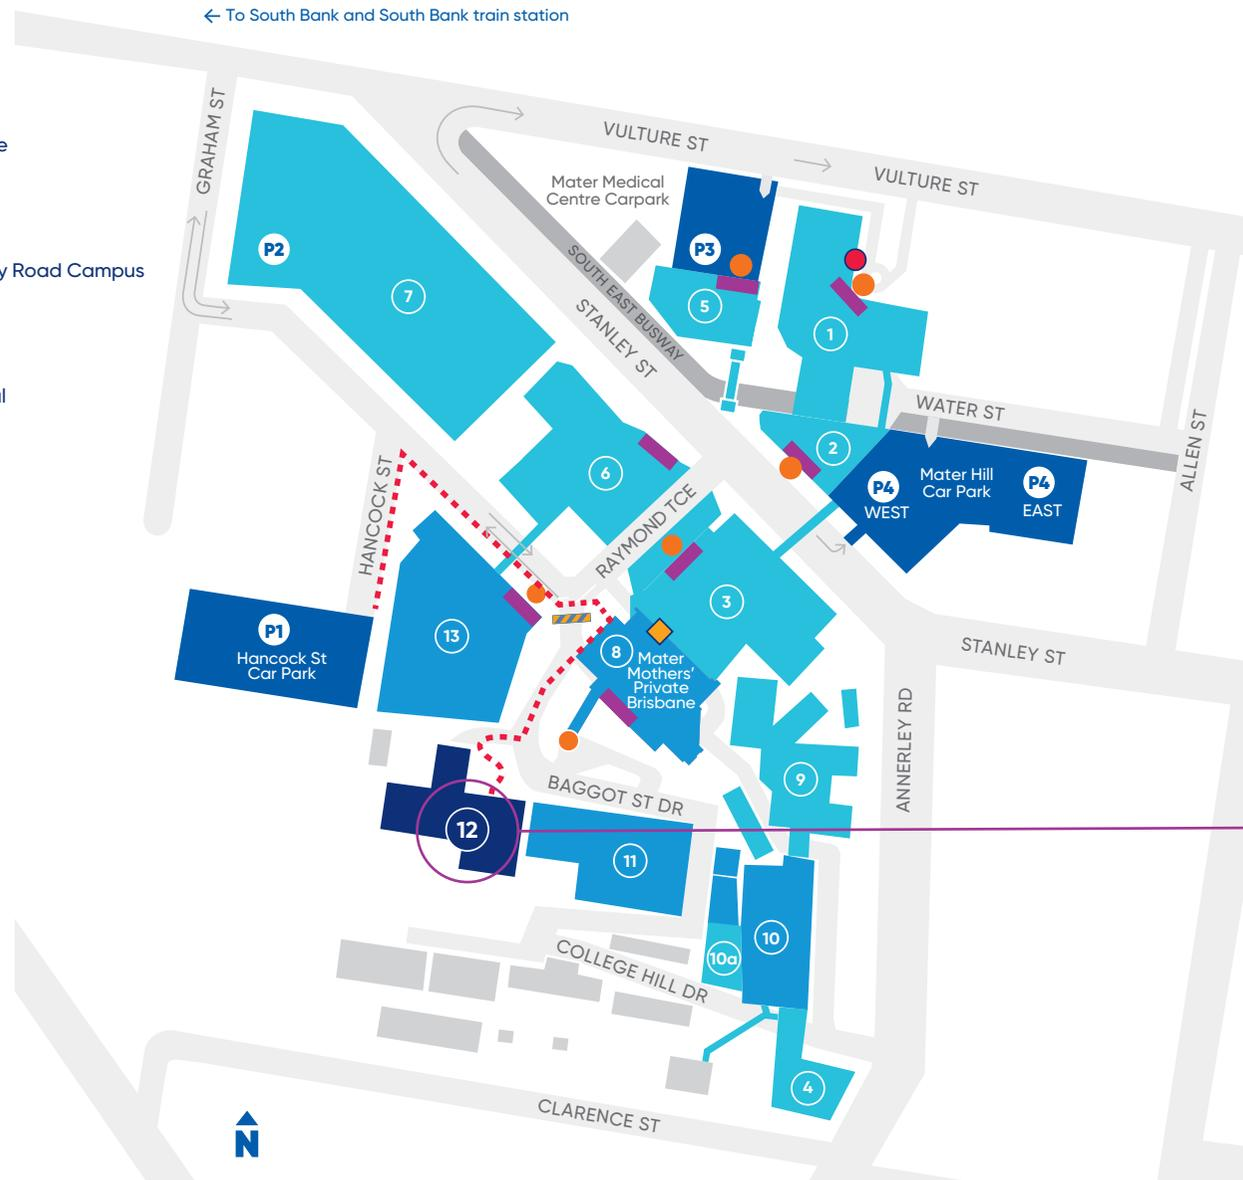 ← To South Bank and South Bank train station
e
y Road Campus
al
GRAHAM ST
VULTURE ST
VULTURE ST
Mater Medical
Centre Carpark
P3
P2
7
5
1
SOUTH EAST BUSWAY
STANLEY ST
WATER ST
ALLEN ST
2
6
P4
WEST
Mater Hill
Car Park
P4
EAST
HANCOCK ST
RAYMOND TCE
3
P1
Hancock St
Car Park
13
8
Mater
Mothers'
Private
Brisbane
STANLEY ST
ANNERLEY RD
9
BAGGOT ST DR
12
11
10
10a
COLLEGE HILL DR
4
CLARENCE ST
N